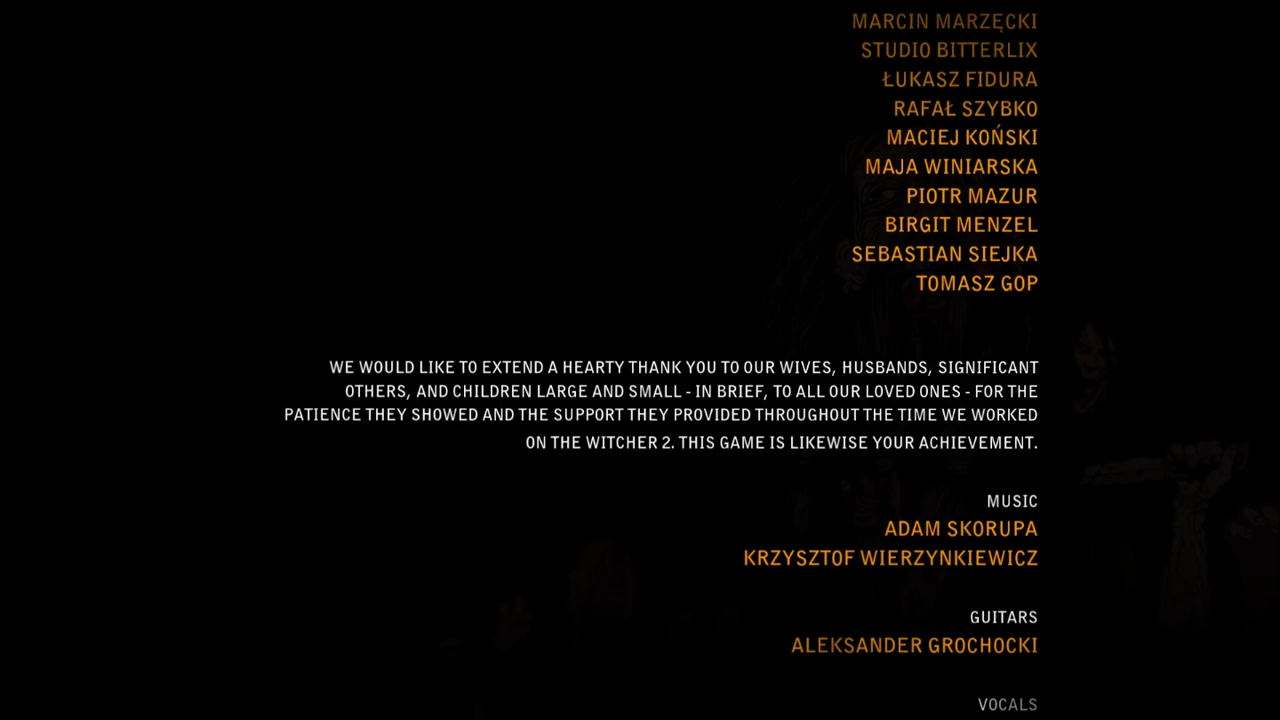 MARCIN MARZĘCKI
STUDIO BITTERLIX
ŁUKASZ FIDURA
RAFAŁ SZYBKO
MACIEJ KOŃSKI
MAJA WINIARSKA
PIOTR MAZUR
BIRGIT MENZEL
SEBASTIAN SIEJKA
TOMASZ GOP
WE WOULD LIKE TO EXTEND A HEARTY THANK YOU TO OUR WIVES, HUSBANDS, SIGNIFICANT
OTHERS, AND CHILDREN LARGE AND SMALL - IN BRIEF, TO ALL OUR LOVED ONES - FOR THE
PATIENCE THEY SHOWED AND THE SUPPORT THEY PROVIDED THROUGHOUT THE TIME WE WORKED
ON THE WITCHER 2. THIS GAME IS LIKEWISE YOUR ACHIEVEMENT.
MUSIC
ADAM SKORUPA
KRZYSZTOF WIERZYNKIEWICZ
GUITARS
ALEKSANDER GROCHOCKI
VOCALS